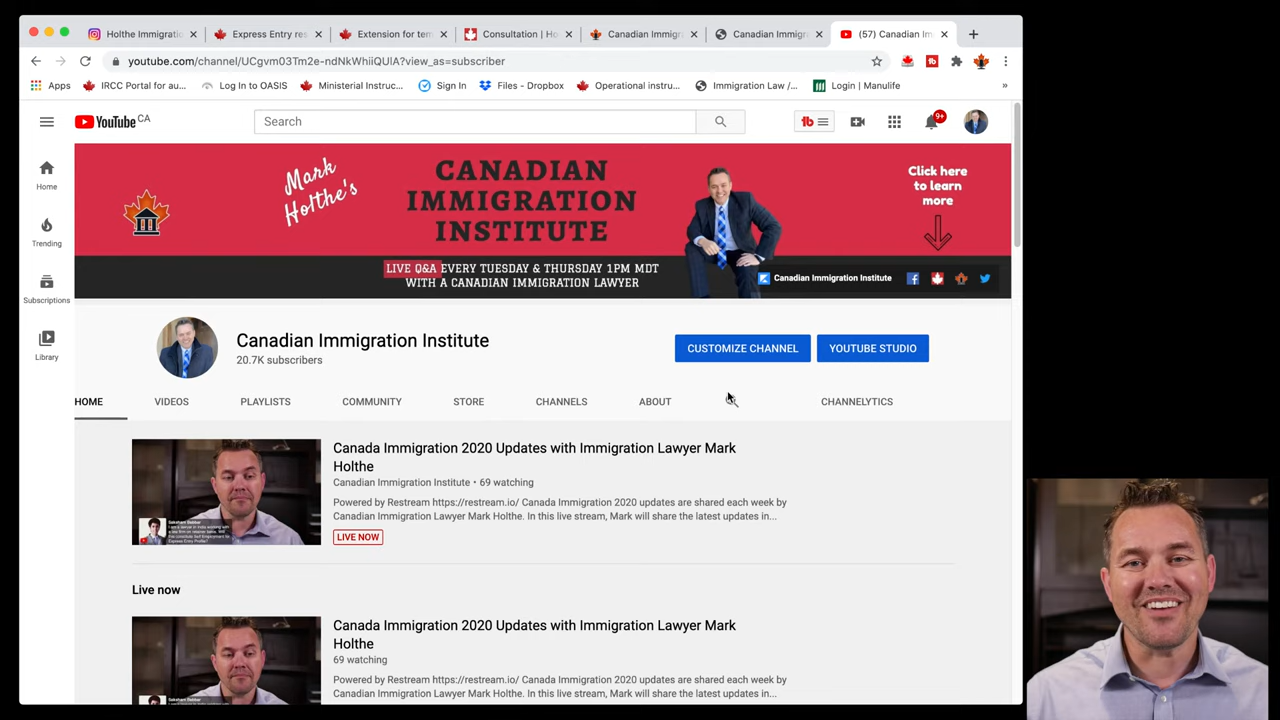 Holthe Immigratio
Express Entry res
Extension for tem
Consultation | Ho
Canadian Immigra
Canadian Immigra
(57) Canadian Im
youtube.com/channel/UCgvm03Tm2e-ndNkWhiiQUlA?view_as=subscriber
Apps
IRCC Portal for au...
Log In to OASIS
Ministerial Instruc...
Sign In
Files - Dropbox
Operational instru...
Immigration Law /...
Login | Manulife
»
YouTube CA
Search
tb
9+
Home
Trending
Subscriptions
Library
Mark
Holthe's
CANADIAN
IMMIGRATION
INSTITUTE
LIVE Q&A EVERY TUESDAY & THURSDAY 1PM MDT
WITH A CANADIAN IMMIGRATION LAWYER
Click here
to learn
more
Canadian Immigration Institute
Canadian Immigration Institute
20.7K subscribers
CUSTOMIZE CHANNEL
YOUTUBE STUDIO
HOME
VIDEOS
PLAYLISTS
COMMUNITY
STORE
CHANNELS
ABOUT
CHANNELYTICS
Canada Immigration 2020 Updates with Immigration Lawyer Mark
Holthe
Canadian Immigration Institute • 69 watching
Powered by Restream https://restream.io/ Canada Immigration 2020 updates are shared each week by
Canadian Immigration Lawyer Mark Holthe. In this live stream, Mark will share the latest updates in...
LIVE NOW
Live now
Canada Immigration 2020 Updates with Immigration Lawyer Mark
Holthe
69 watching
Powered by Restream https://restream.io/ Canada Immigration 2020 updates are shared each week by
Canadian Immigration Lawyer Mark Holthe. In this live stream, Mark will share the latest updates in...